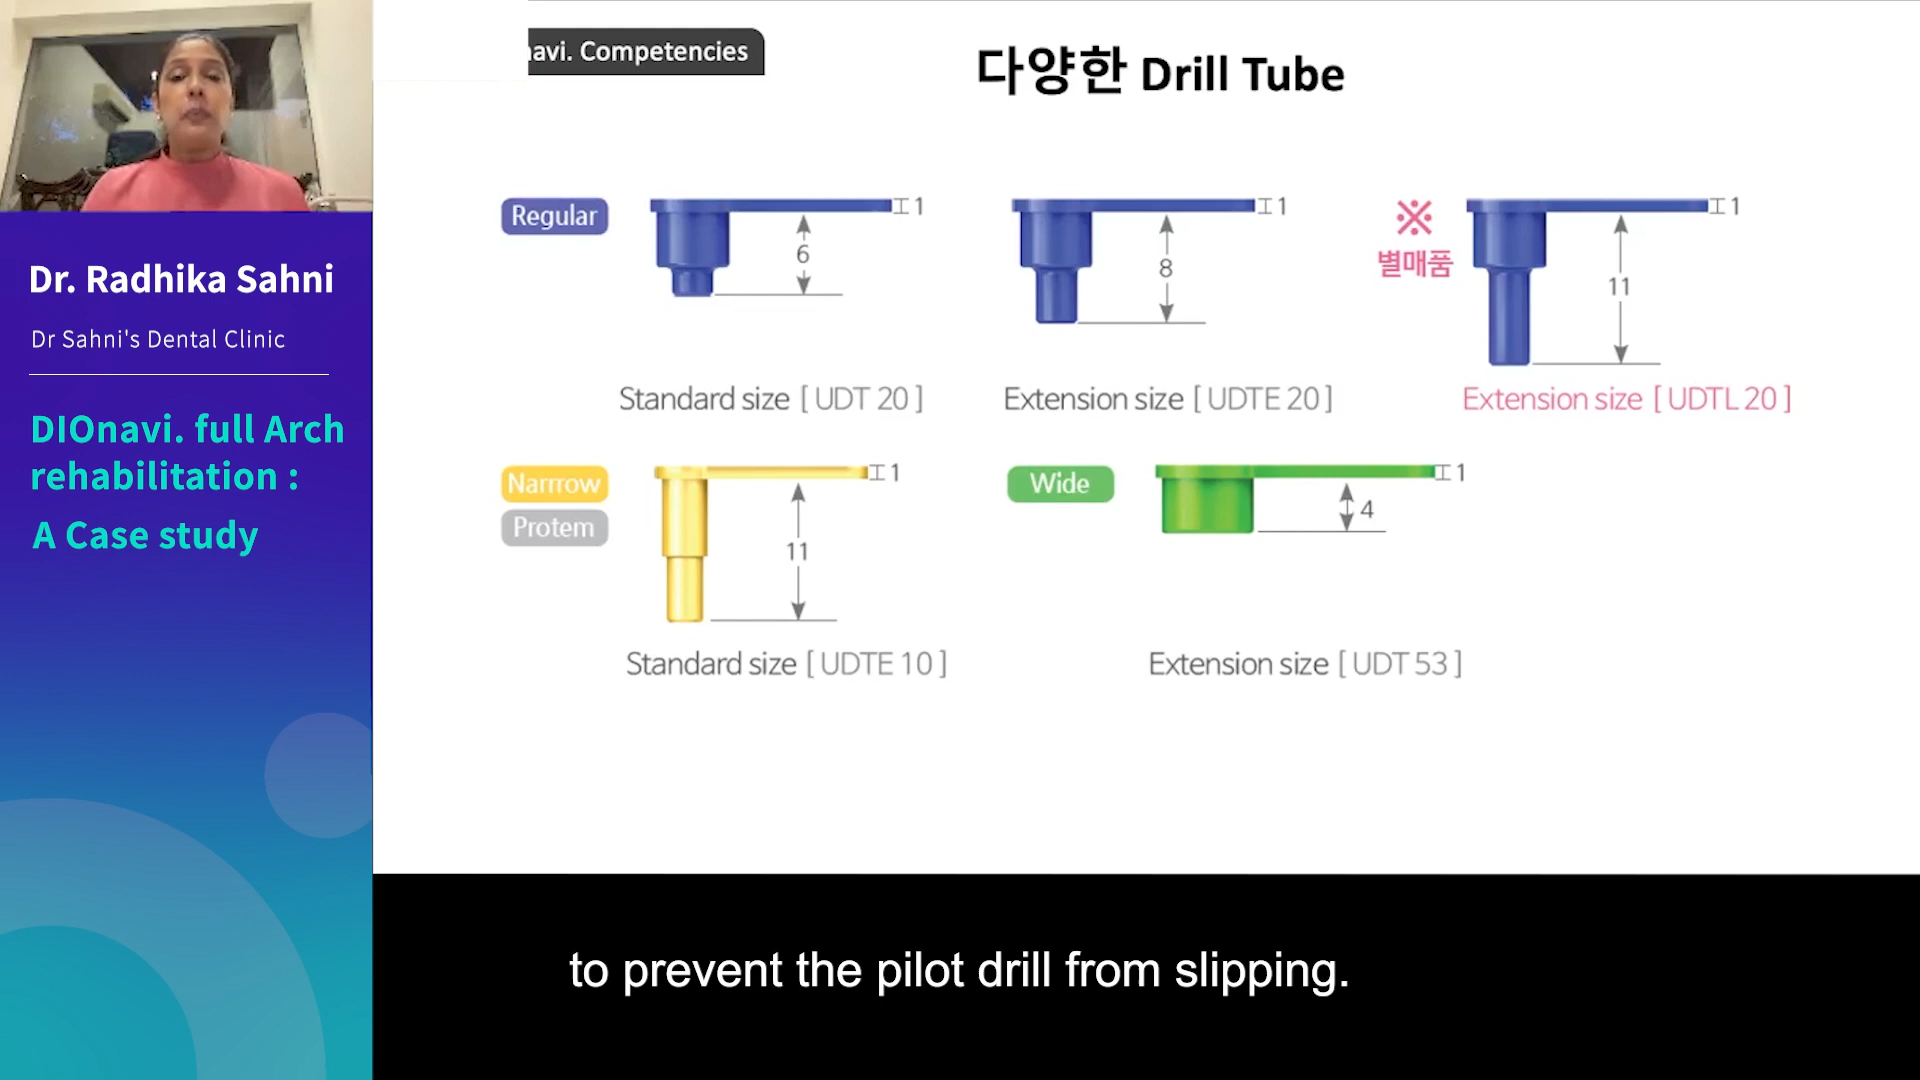 Dr. Radhika Sahni
Dr Sahni's Dental Clinic
DIOnavi. full Arch
rehabilitation :
A Case study
navi. Competencies
다양한 Drill Tube
Regular
1
6
Standard size [ UDT 20 ]
1
8
Extension size [ UDTE 20 ]
※
별매품
1
11
Extension size [ UDTL 20 ]
Narrrow
Protem
1
11
Standard size [ UDTE 10 ]
Wide
1
4
Extension size [ UDT 53 ]
to prevent the pilot drill from slipping.